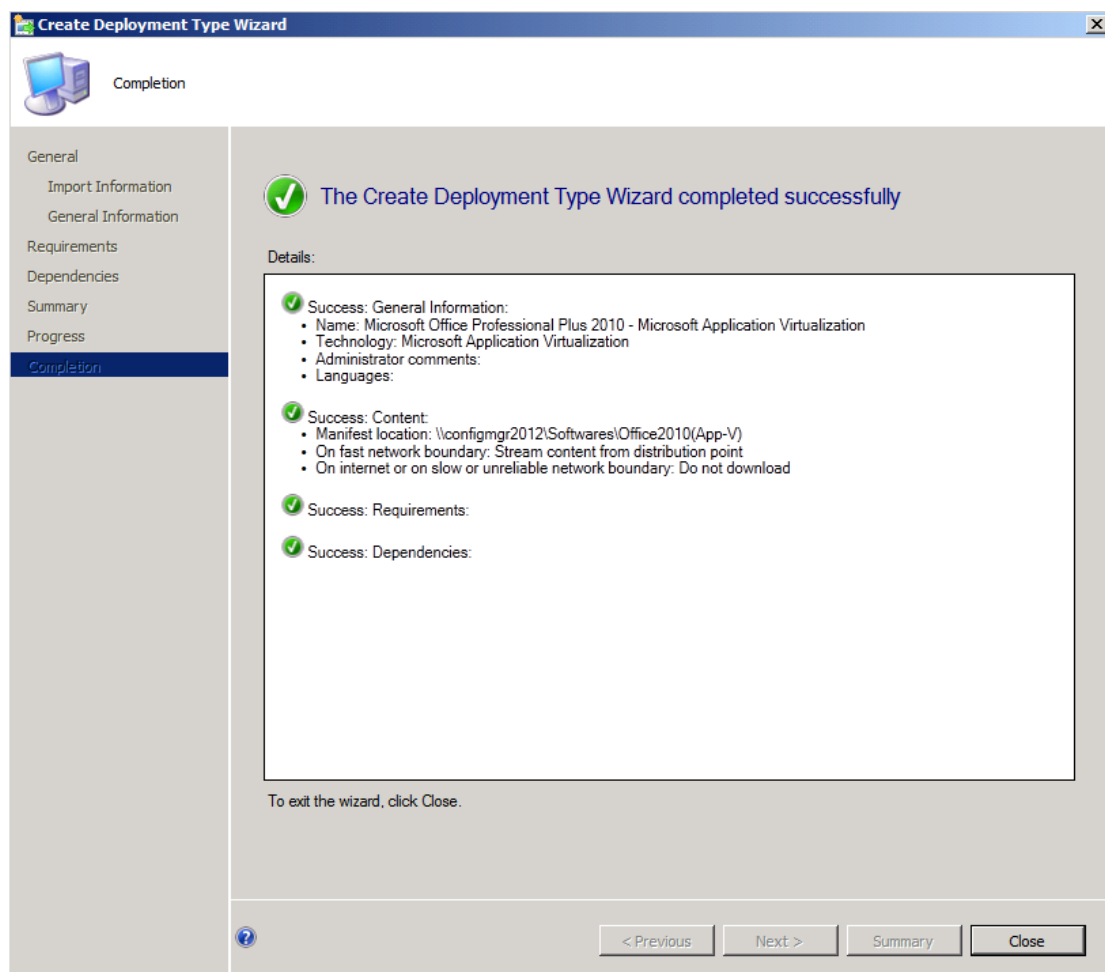 Create Deployment Type Wizard
Completion
General
Import Information
General Information
Requirements
Dependencies
Summary
Progress
Completion
The Create Deployment Type Wizard completed successfully
Details:
Success: General Information:
• Name: Microsoft Office Professional Plus 2010 - Microsoft Application Virtualization
• Technology: Microsoft Application Virtualization
• Administrator comments:
• Languages:
Success: Content:
• Manifest location: \\configmgr2012\Softwares\Office2010(App-V)
• On fast network boundary: Stream content from distribution point
• On internet or on slow or unreliable network boundary: Do not download
Success: Requirements:
Success: Dependencies:
To exit the wizard, click Close.
< Previous
Next >
Summary
Close